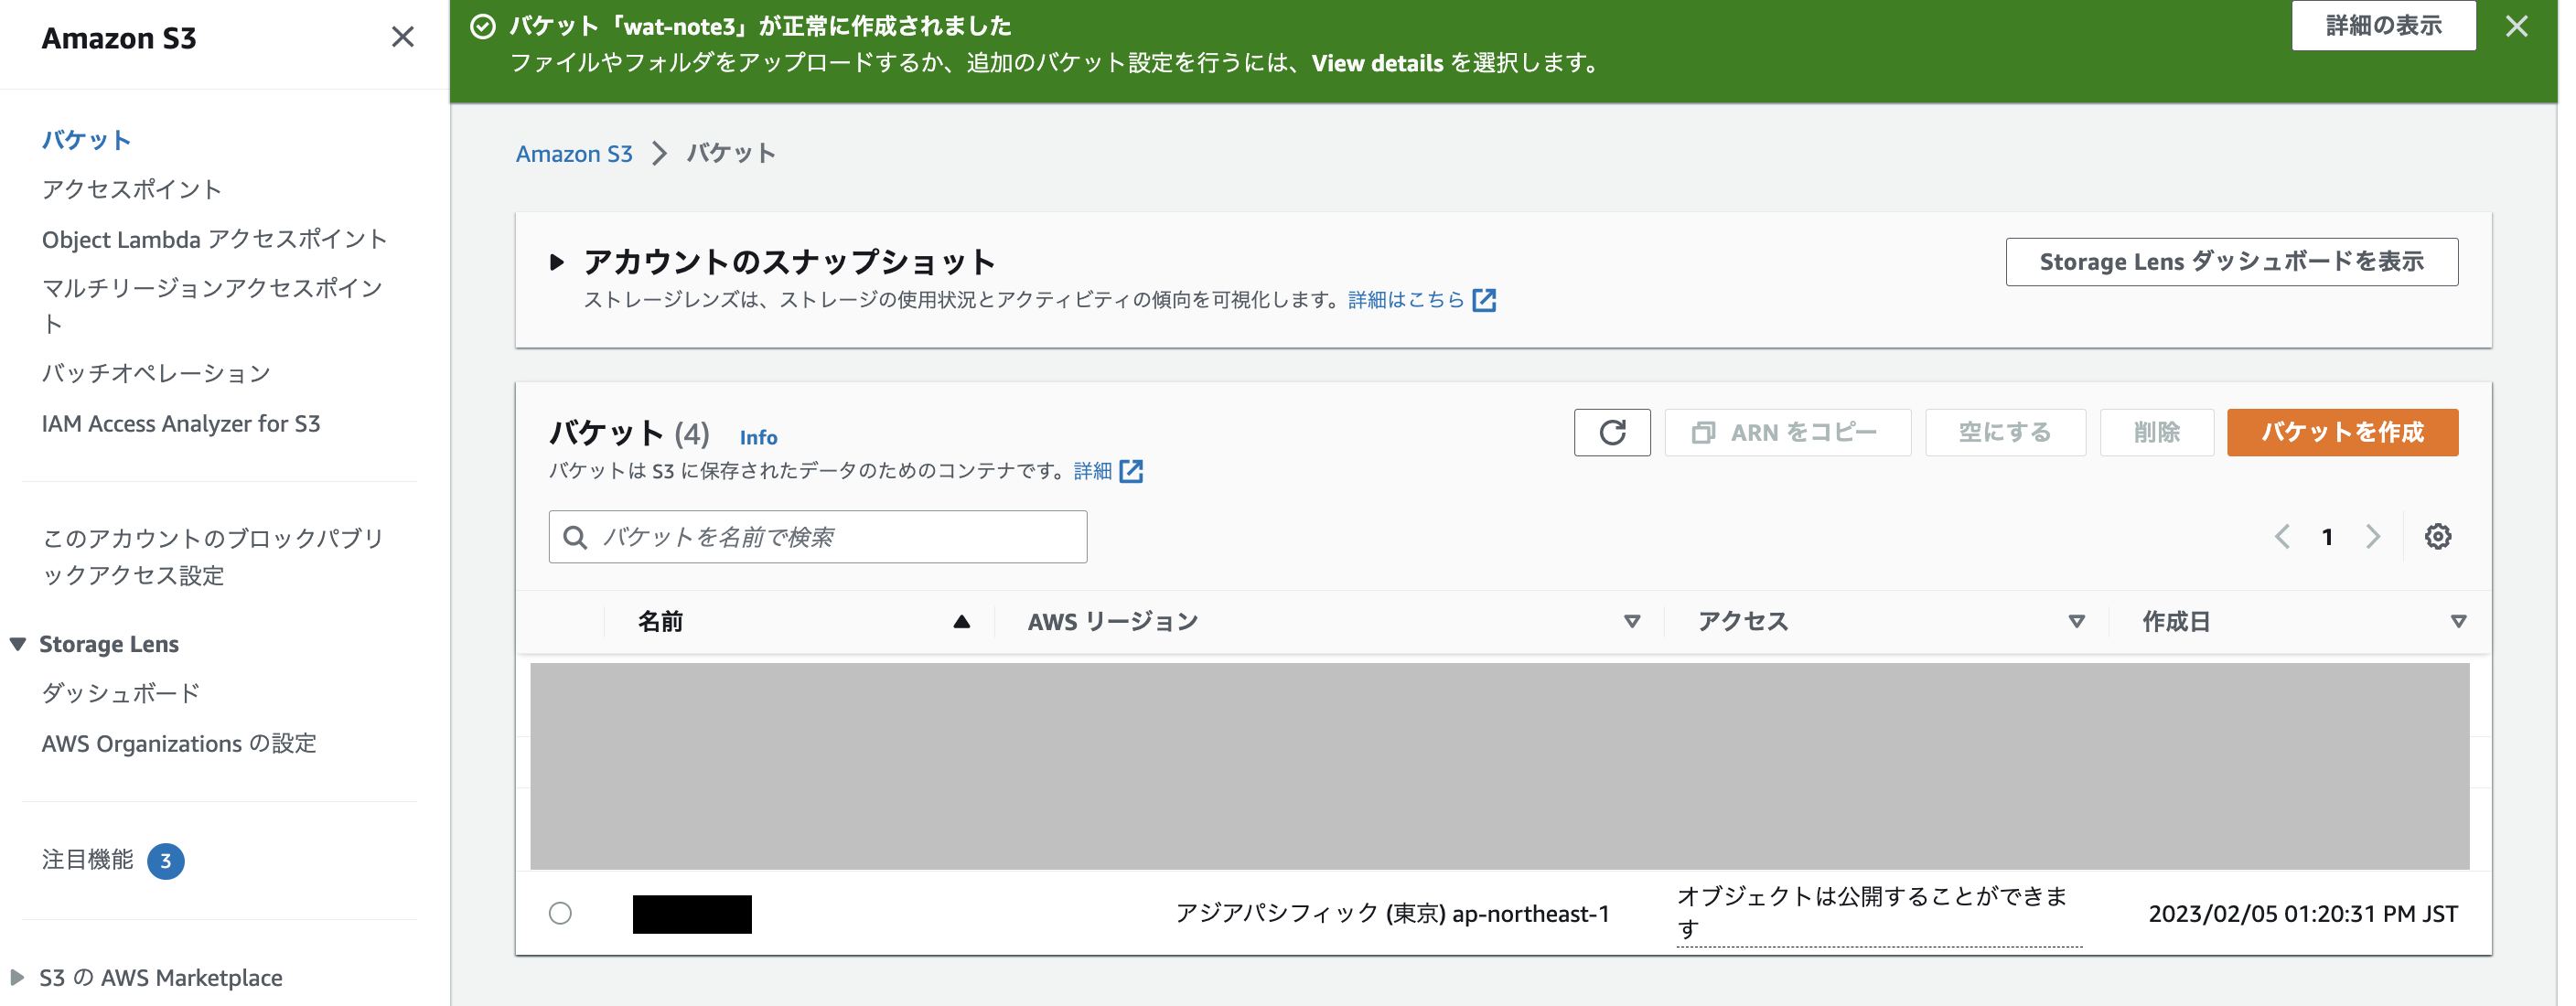 Amazon S3
バケット
アクセスポイント
Object Lambda アクセスポイント
マルチリージョンアクセスポイン
ト
バッチオペレーション
IAM Access Analyzer for S3
このアカウントのブロックパブリ
ックアクセス設定
Storage Lens
ダッシュボード
AWS Organizations の設定
注目機能 3
S3 の AWS Marketplace
バケット「wat-note3」が正常に作成されました
ファイルやフォルダをアップロードするか、追加のバケット設定を行うには、View details を選択します。
詳細の表示
Amazon S3 バケット
アカウントのスナップショット
ストレージレンズは、ストレージの使用状況とアクティビティの傾向を可視化します。詳細はこちら
Storage Lens ダッシュボードを表示
バケット (4) Info
バケットは S3 に保存されたデータのためのコンテナです。詳細
ARN をコピー 空にする 削除 バケットを作成
バケットを名前で検索
1
名前 AWS リージョン アクセス 作成日
アジアパシフィック (東京) ap-northeast-1 オブジェクトは公開することができま
す
2023/02/05 01:20:31 PM JST